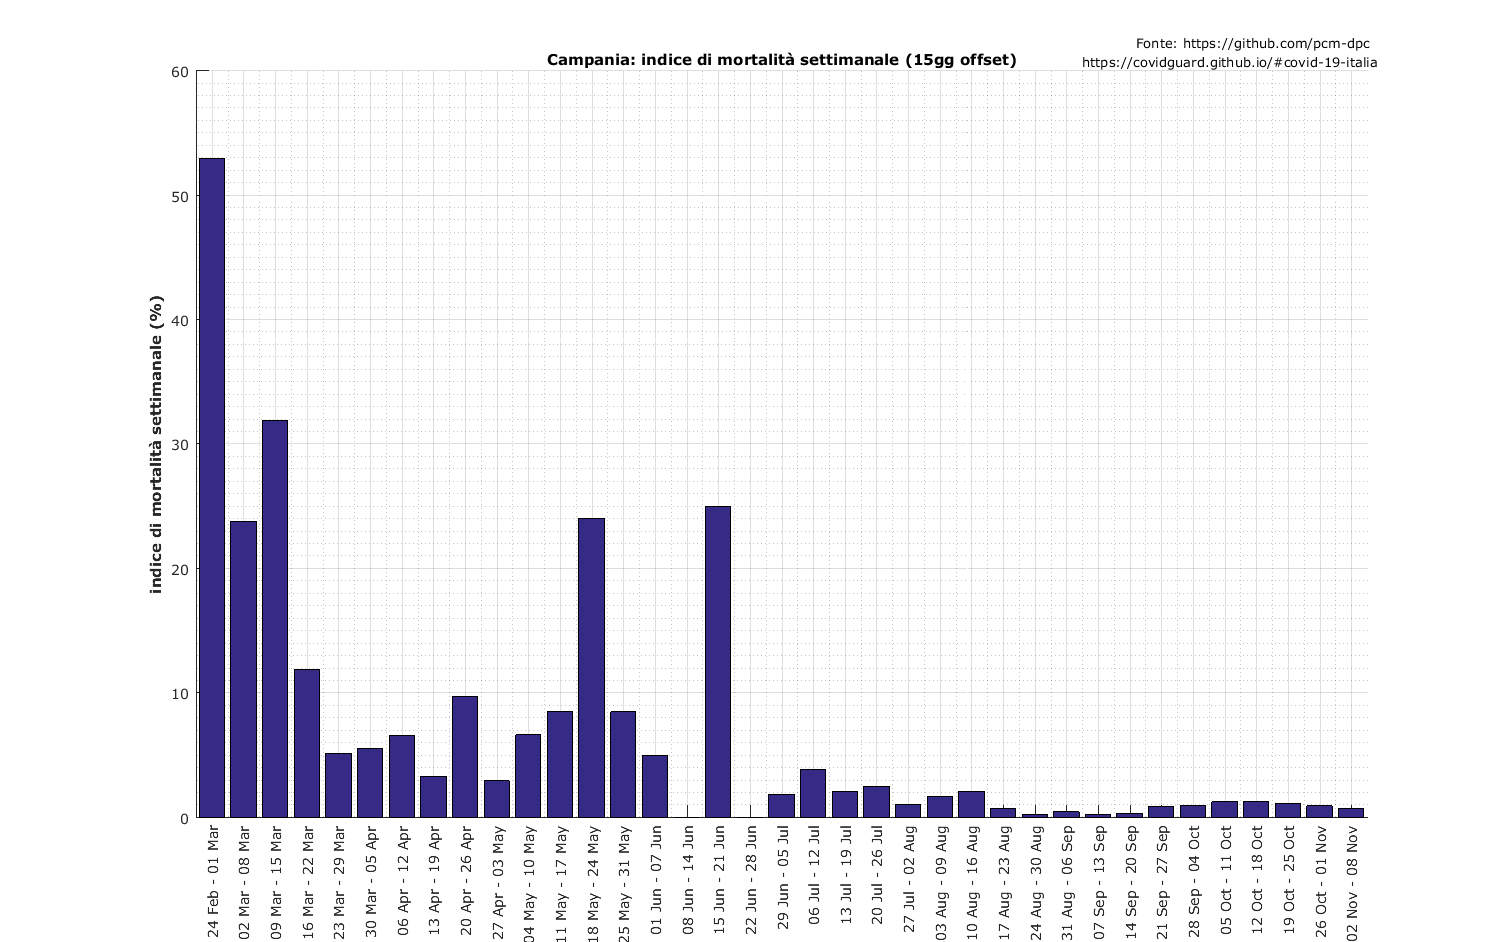 Fonte: https://github.com/pcm-dpc
https://covidguard.github.io/#covid-19-italia
Campania: indice di mortalità settimanale (15gg offset)
indice di mortalità settimanale (%)
60
50
40
30
20
10
0
24 Feb - 01 Mar
02 Mar - 08 Mar
09 Mar - 15 Mar
16 Mar - 22 Mar
23 Mar - 29 Mar
30 Mar - 05 Apr
06 Apr - 12 Apr
13 Apr - 19 Apr
20 Apr - 26 Apr
27 Apr - 03 May
04 May - 10 May
11 May - 17 May
18 May - 24 May
25 May - 31 May
01 Jun - 07 Jun
08 Jun - 14 Jun
15 Jun - 21 Jun
22 Jun - 28 Jun
29 Jun - 05 Jul
06 Jul - 12 Jul
13 Jul - 19 Jul
20 Jul - 26 Jul
27 Jul - 02 Aug
03 Aug - 09 Aug
10 Aug - 16 Aug
17 Aug - 23 Aug
24 Aug - 30 Aug
31 Aug - 06 Sep
07 Sep - 13 Sep
14 Sep - 20 Sep
21 Sep - 27 Sep
28 Sep - 04 Oct
05 Oct - 11 Oct
12 Oct - 18 Oct
19 Oct - 25 Oct
26 Oct - 01 Nov
02 Nov - 08 Nov